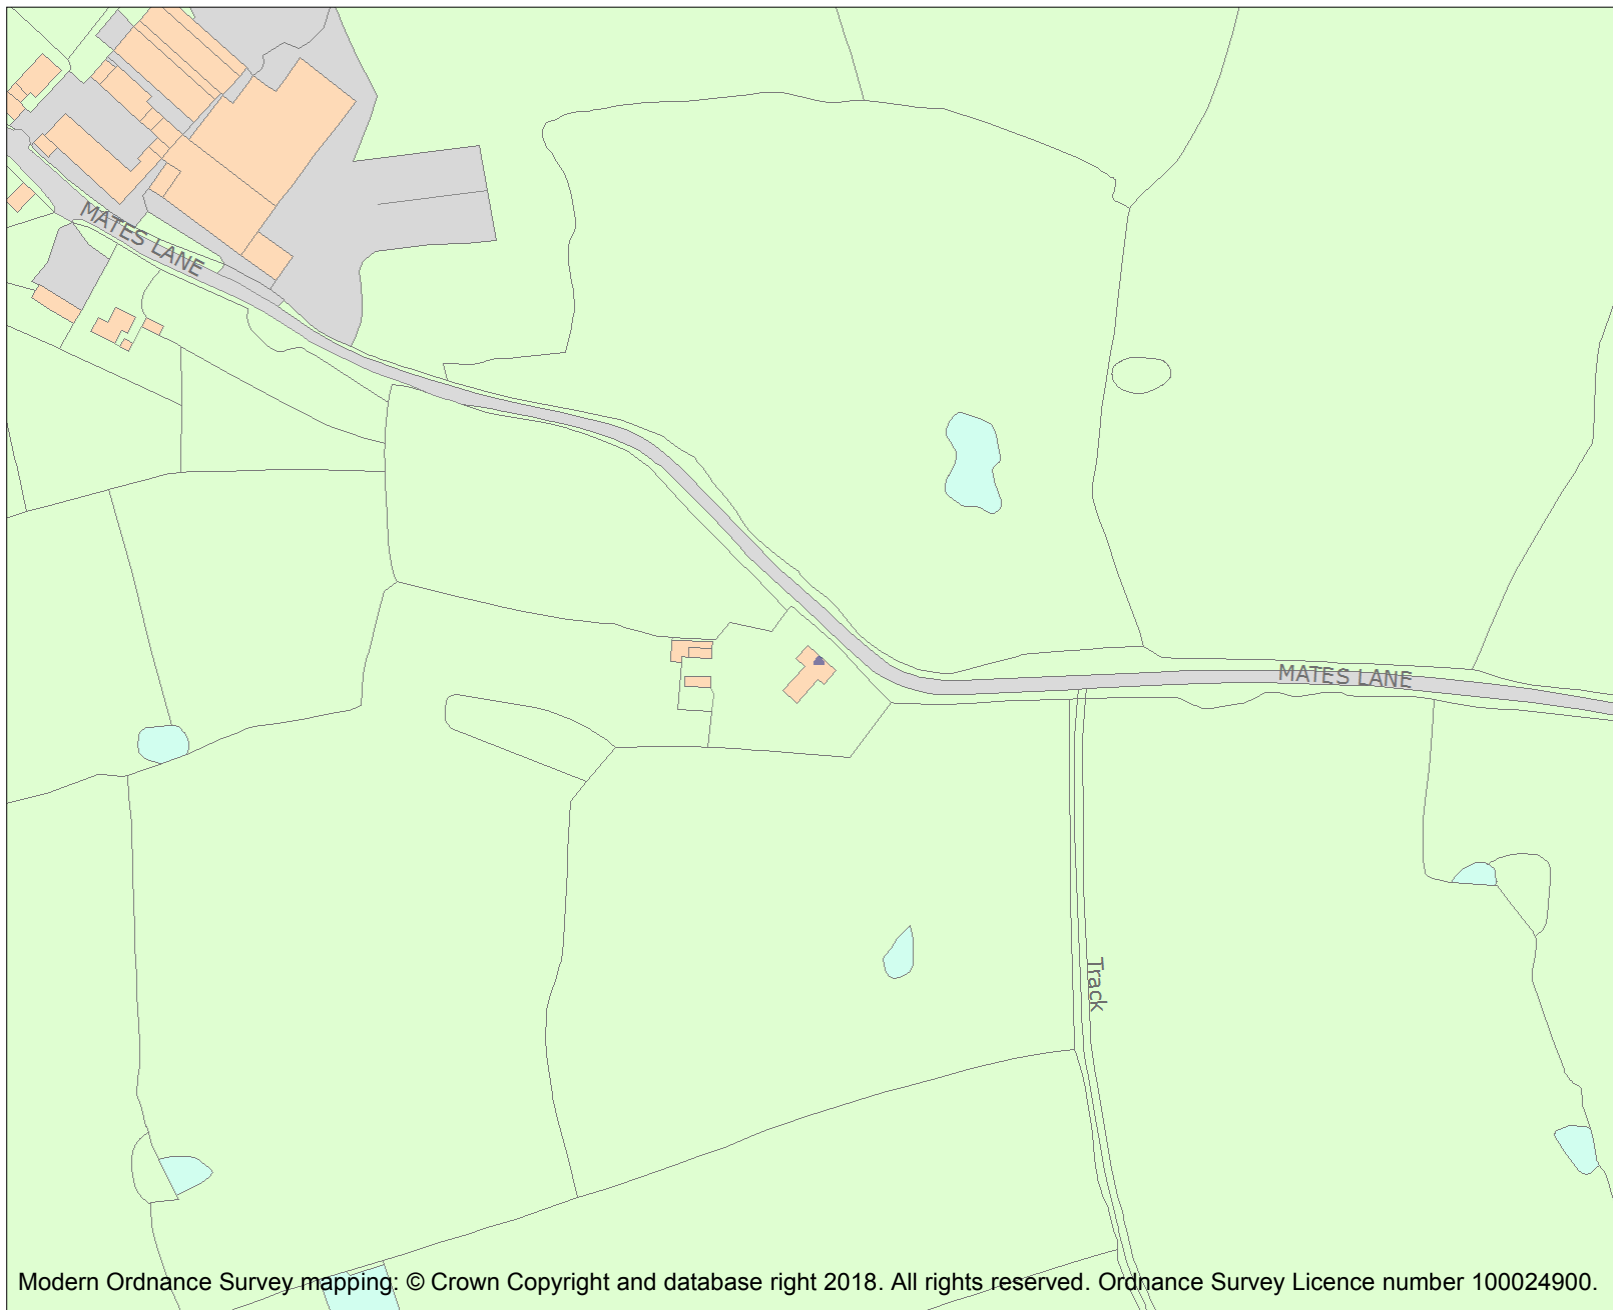 MATES LANE
MATES LANE
Track
Modern Ordnance Survey mapping: © Crown Copyright and database right 2018. All rights reserved. Ordnance Survey Licence number 100024900.